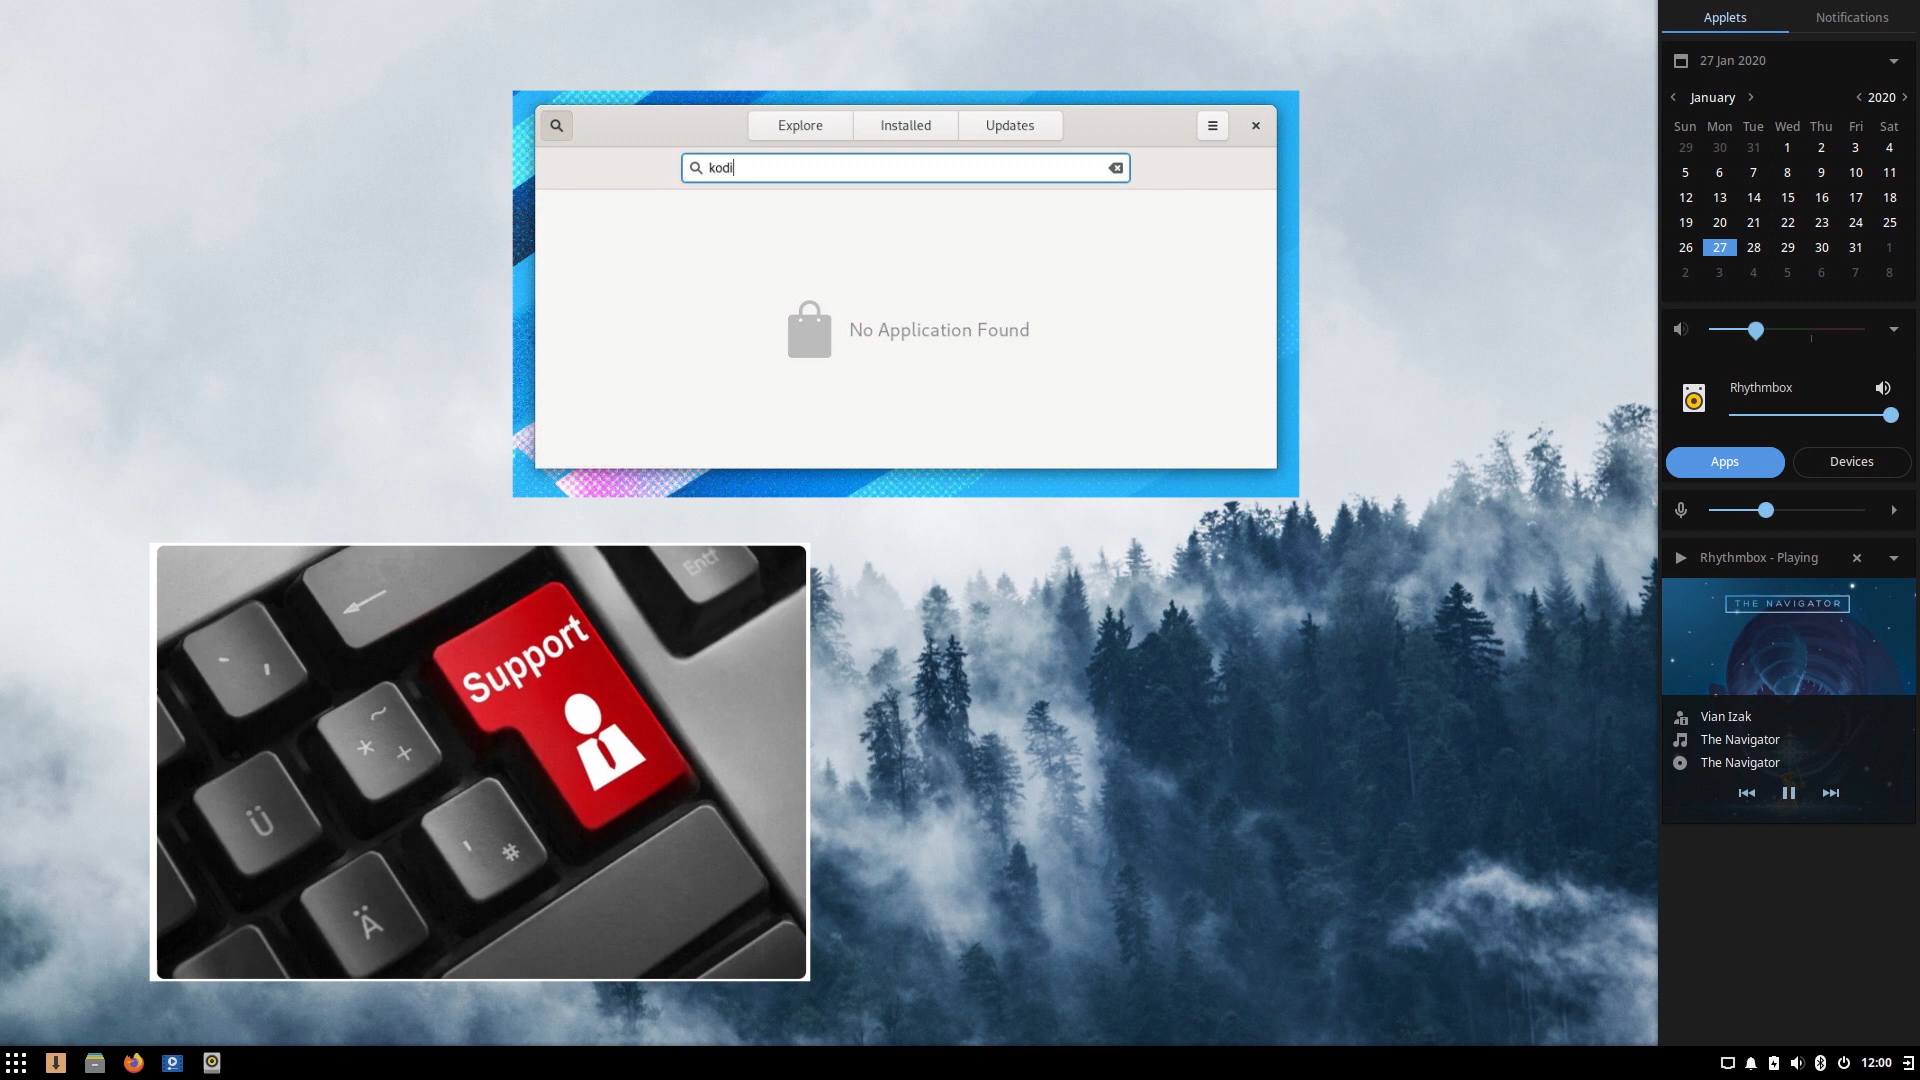 Applets Notifications
27 Jan 2020
January 2020
Sun Mon Tue Wed Thu Fri Sat
29 30 31 1 2 3 4
5 6 7 8 9 10 11
12 13 14 15 16 17 18
19 20 21 22 23 24 25
26 27 28 29 30 31 1
2 3 4 5 6 7 8
Rhythmbox
Apps Devices
Rhythmbox - Playing
THE NAVIGATOR
Vian Izak
The Navigator
The Navigator
Explore Installed Updates
kodi
No Application Found
Entf
Support
~
* +
Ü
' #
Ä
12:00